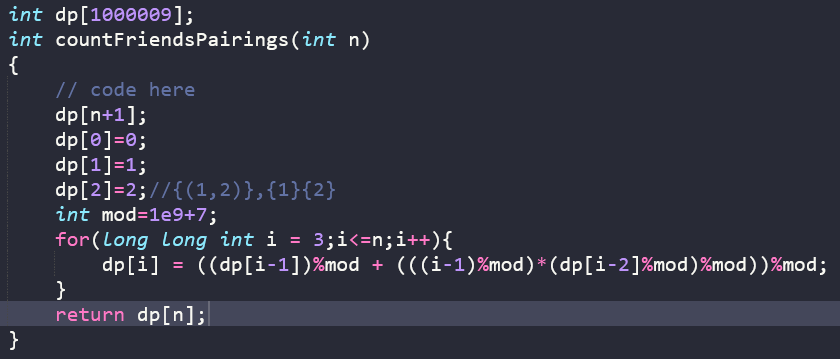 int dp[1000009];
int countFriendsPairings(int n)
{
    // code here
    dp[n+1];
    dp[0]=0;
    dp[1]=1;
    dp[2]=2;//{(1,2)},{1}{2}
    int mod=1e9+7;
    for(long long int i = 3;i<=n;i++){
        dp[i] = ((dp[i-1])%mod + (((i-1)%mod)*(dp[i-2]%mod)%mod))%mod;
    }
    return dp[n];
}